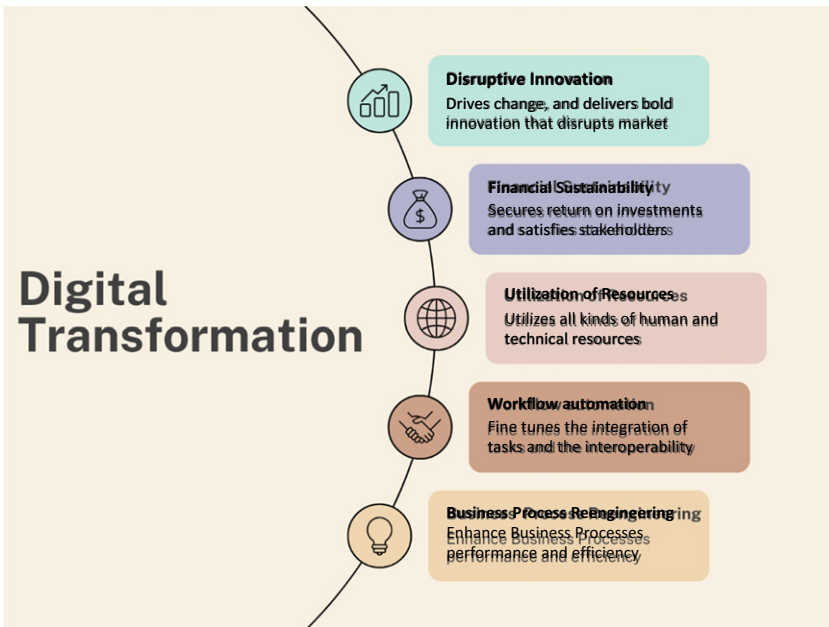 Digital
Transformation
Disruptive Innovation
Drives change, and delivers bold
innovation that disrupts market
Financial Sustainability
Secures return on investments
and satisfies stakeholders
Utilization of Resources
Utilizes all kinds of human and
technical resources
Workflow automation
Fine tunes the integration of
tasks and the interoperability
Business Process Reengineering
Enhance Business Processes
performance and efficiency